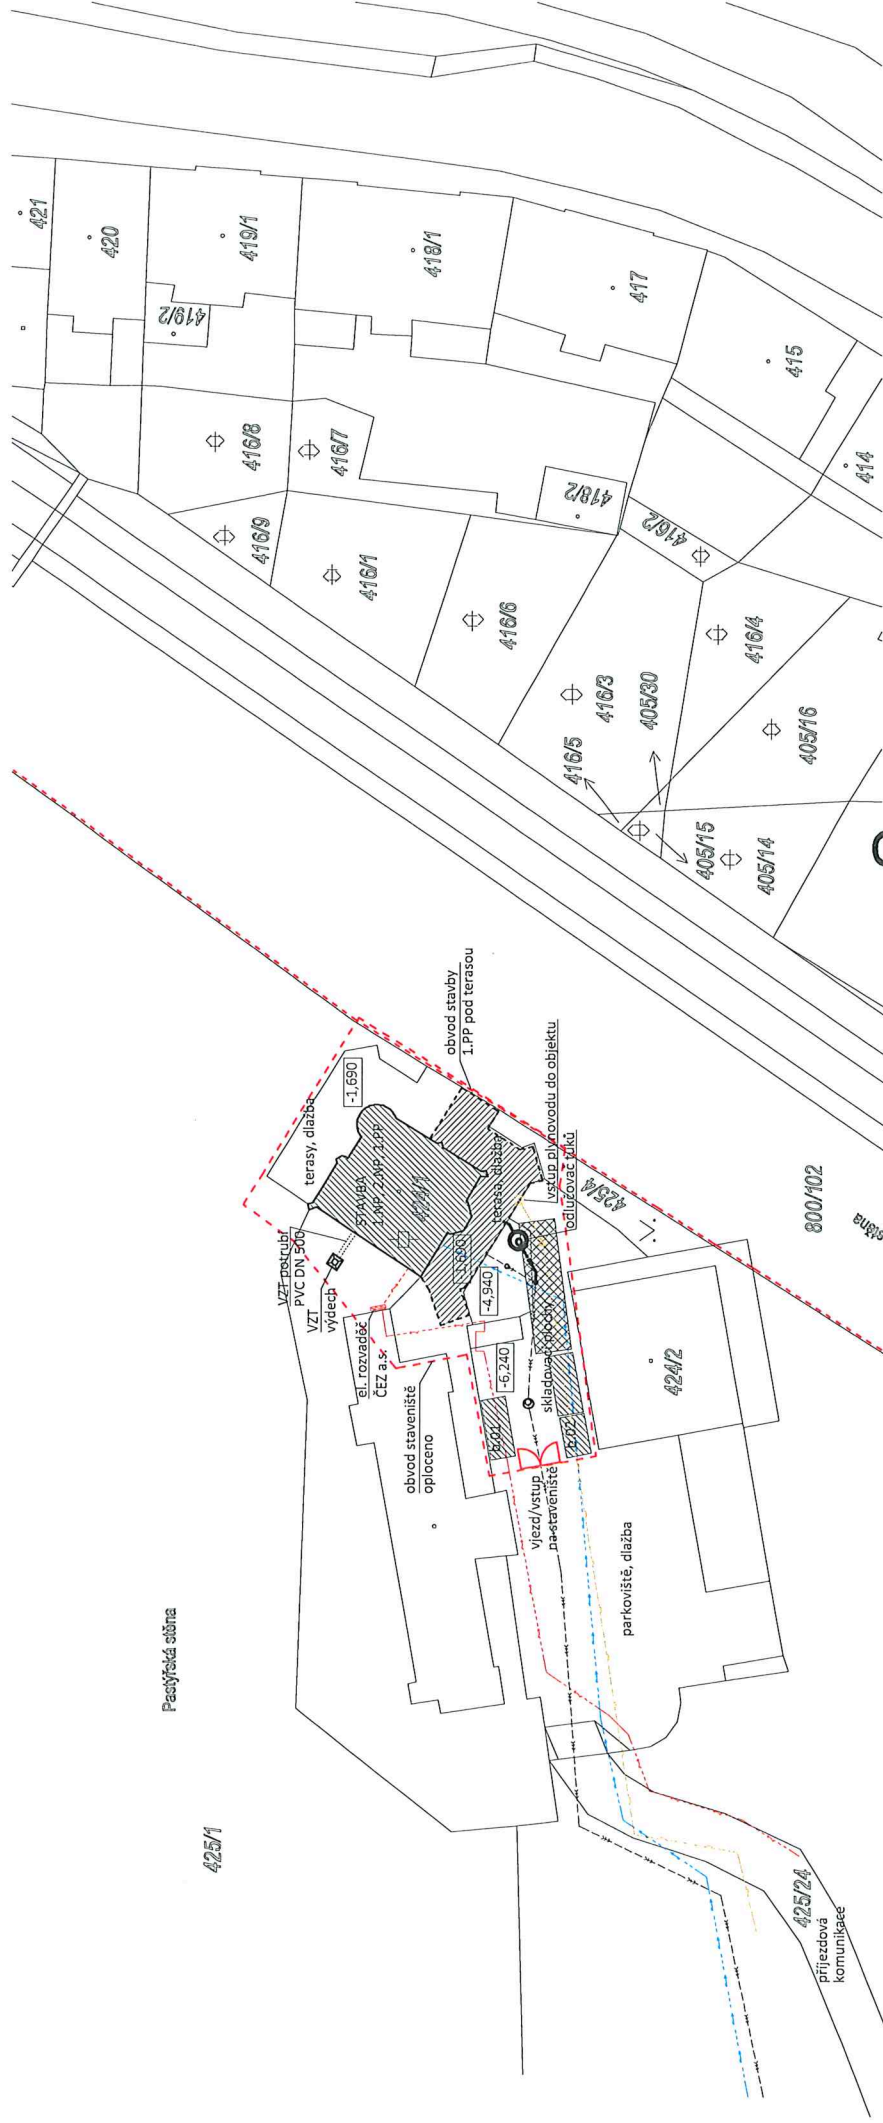 421
420
419/1
419/2
418/1
417
415
414
416/8
416/7
418/2
416/2
416/9
416/1
416/6
416/3
416/4
416/5
405/30
405/16
405/15
405/14
obvod stavby
1.PP pod terasou
-1,690
terasy, dlažba
STAVBA
1.NP, 2.NP, 1.PP
424/1
terasa, dlažba
vstup plynovodu do objektu
odlučovač tuků
425/4
800/102
stěna
VZT potrubí
PVC DN 500
VZT
výdech
el. rozvaděč
ČEZ a.s.
-1,690
-4,940
-6,240
obvod staveniště
oploceno
b.01
b.02
424/2
vjezd/vstup
na staveniště
parkoviště, dlažba
Pastýřská stěna
425/1
425/24
příjezdová
komunikace